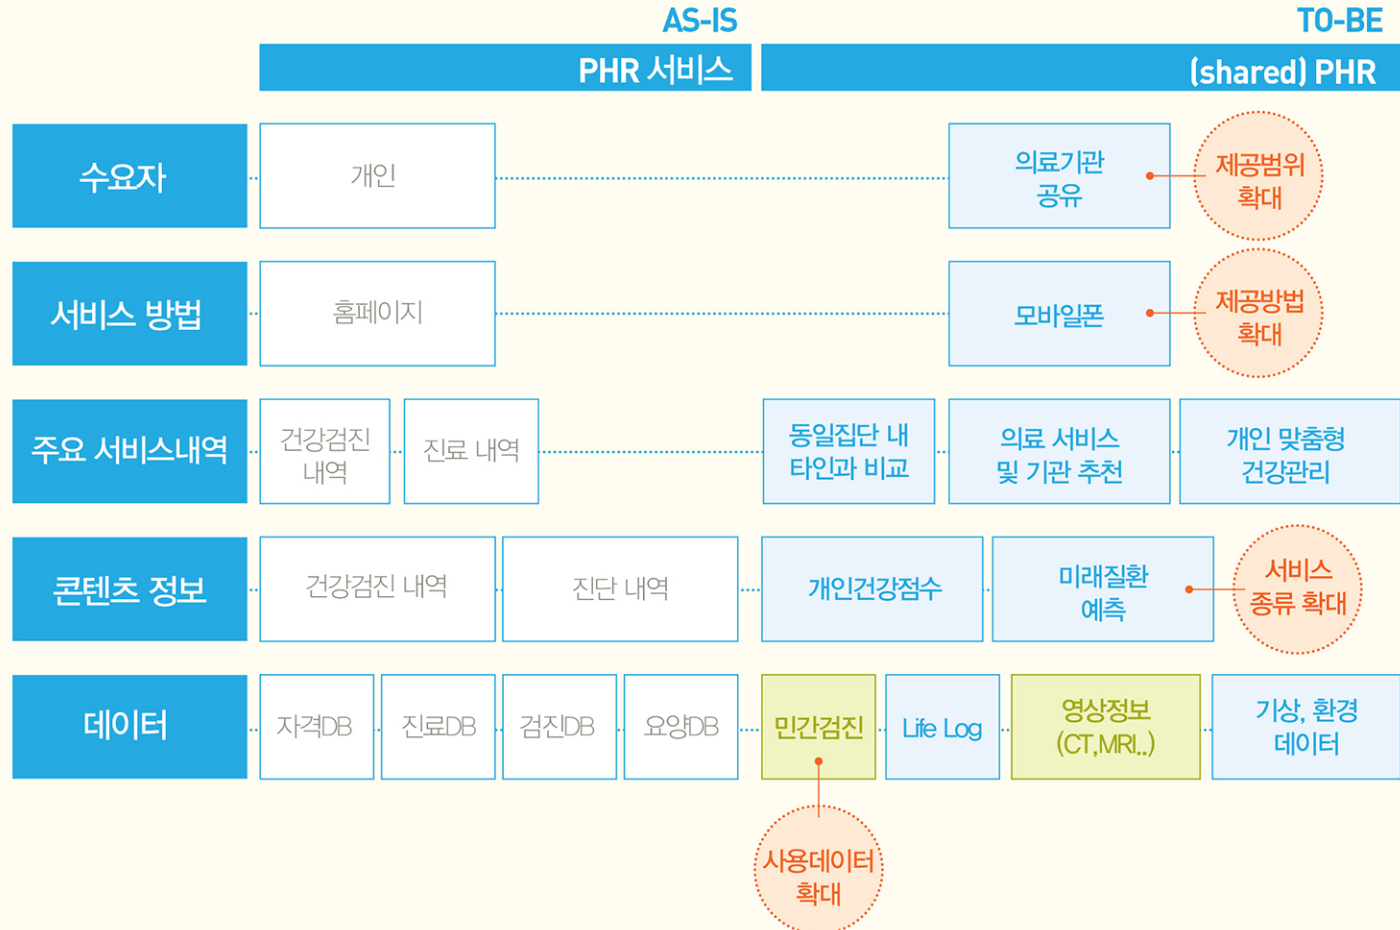 AS-IS
TO-BE
PHR 서비스
(shared) PHR
수요자
개인
의료기관
공유
제공범위
확대
서비스 방법
홈페이지
모바일폰
제공방법
확대
주요 서비스내역
건강검진
내역
진료 내역
동일집단 내
타인과 비교
의료 서비스
및 기관 추천
개인 맞춤형
건강관리
콘텐츠 정보
건강검진 내역
진단 내역
개인건강점수
미래질환
예측
서비스
종류 확대
데이터
자격DB
진료DB
검진DB
요양DB
민간검진
Life Log
영상정보
(CT,MRI..)
기상, 환경
데이터
사용데이터
확대